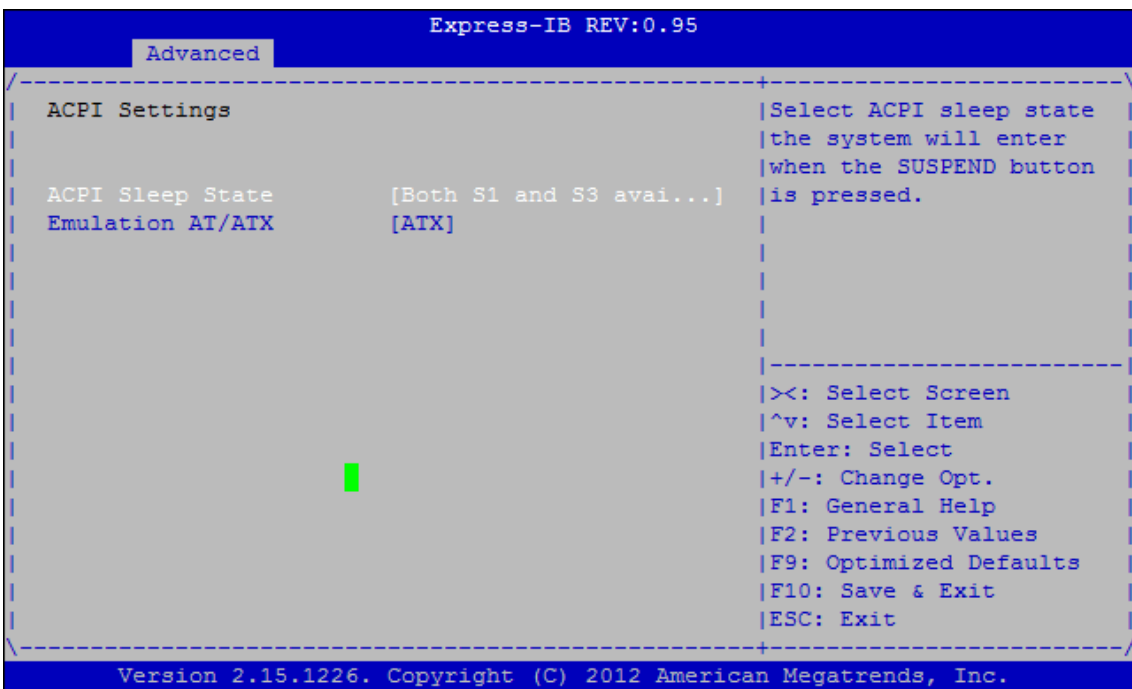 Express-IB REV:0.95
Advanced
/----------------------------------------------------+-------------------------\
| ACPI Settings |Select ACPI sleep state |
| |the system will enter |
| |when the SUSPEND button |
| ACPI Sleep State [Both S1 and S3 avai...] |is pressed. |
| Emulation AT/ATX [ATX] | |
| | |
| | |
| | |
| | |
| |-------------------------|
| |><: Select Screen |
| |^v: Select Item |
| |Enter: Select |
| |+/-: Change Opt. |
| |F1: General Help |
| |F2: Previous Values |
| |F9: Optimized Defaults |
| |F10: Save & Exit |
| |ESC: Exit |
\----------------------------------------------------+-------------------------/
Version 2.15.1226. Copyright (C) 2012 American Megatrends, Inc.